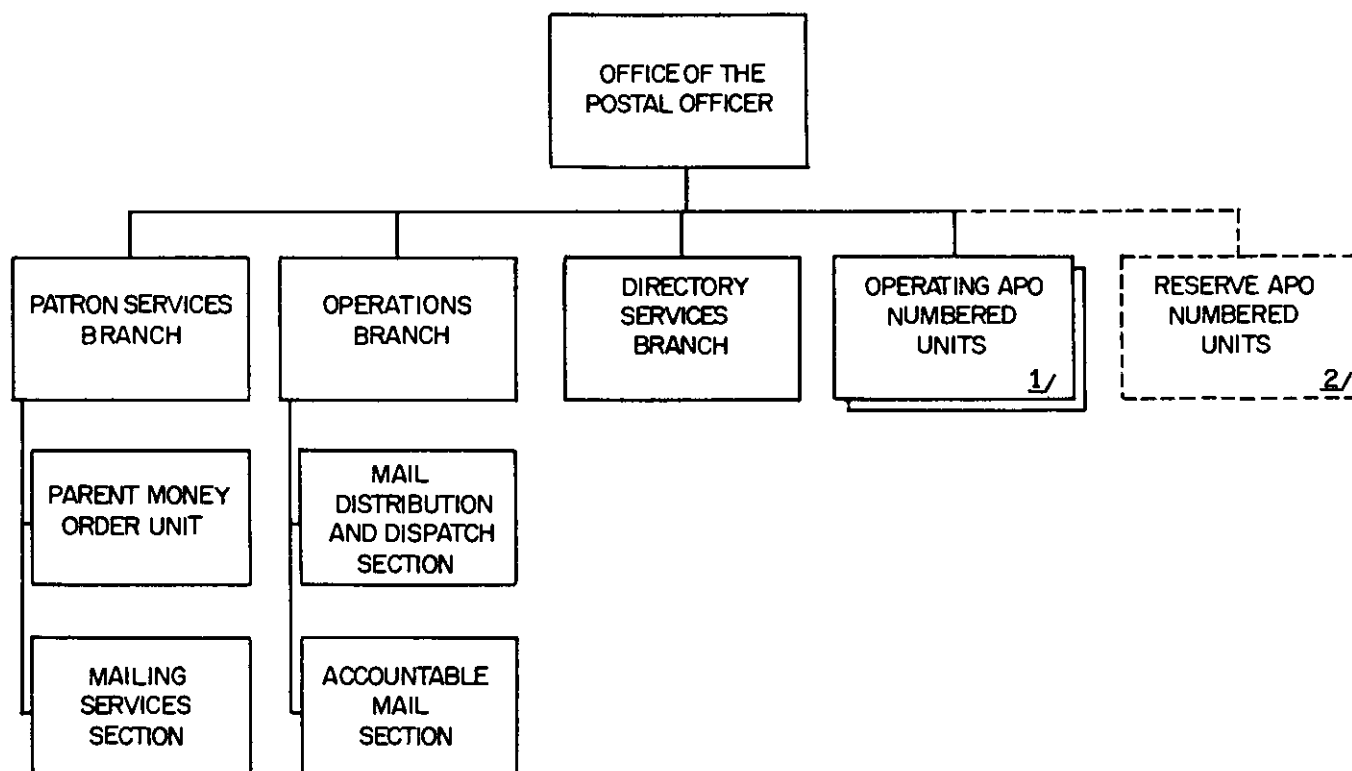 OFFICE OF THE
POSTAL OFFICER
PATRON SERVICES
BRANCH
OPERATIONS
BRANCH
DIRECTORY
SERVICES
BRANCH
OPERATING APO
NUMBERED
UNITS
1/
RESERVE APO
NUMBERED
UNITS
2/
PARENT MONEY
ORDER UNIT
MAIL
DISTRIBUTION
AND DISPATCH
SECTION
MAILING
SERVICES
SECTION
ACCOUNTABLE
MAIL
SECTION